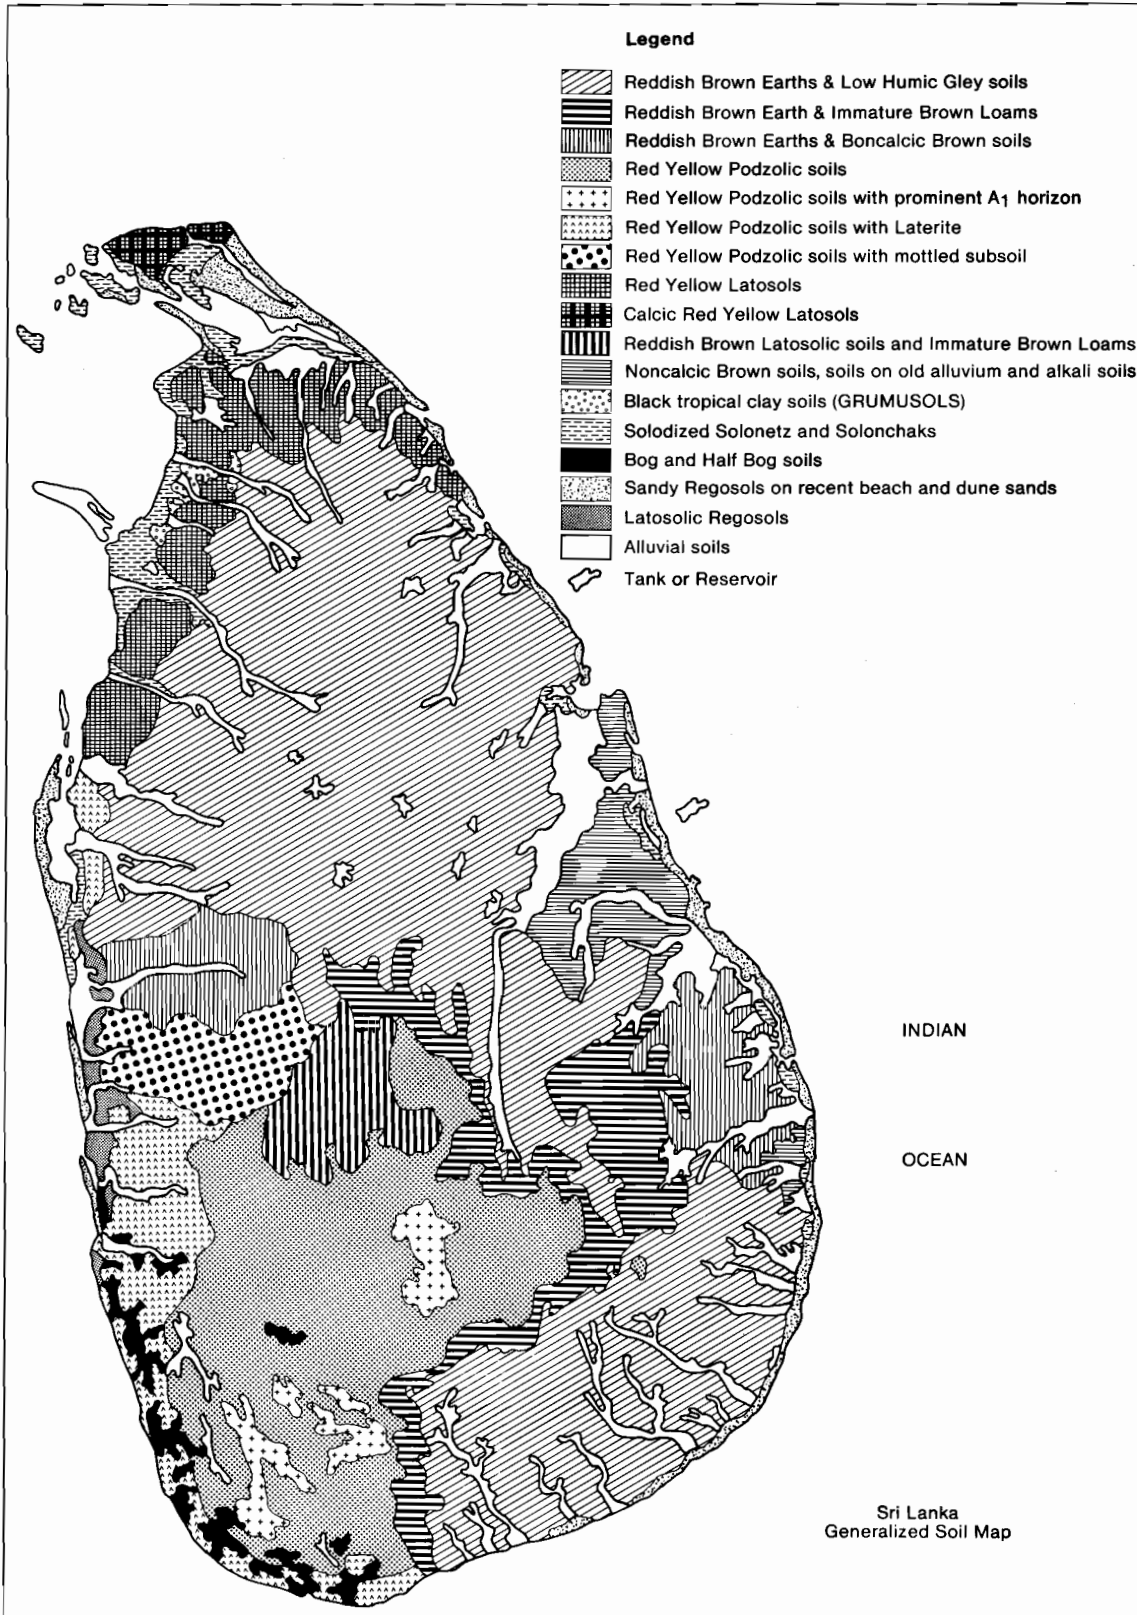 Legend
Reddish Brown Earths & Low Humic Gley soils
Reddish Brown Earth & Immature Brown Loams
Reddish Brown Earths & Boncalcic Brown soils
Red Yellow Podzolic soils
Red Yellow Podzolic soils with prominent A1 horizon
Red Yellow Podzolic soils with Laterite
Red Yellow Podzolic soils with mottled subsoil
Red Yellow Latosols
Calcic Red Yellow Latosols
Reddish Brown Latosolic soils and Immature Brown Loams
Noncalcic Brown soils, soils on old alluvium and alkali soils
Black tropical clay soils (GRUMUSOLS)
Solodized Solonetz and Solonchaks
Bog and Half Bog soils
Sandy Regosols on recent beach and dune sands
Latosolic Regosols
Alluvial soils
Tank or Reservoir
INDIAN
OCEAN
Sri Lanka
Generalized Soil Map